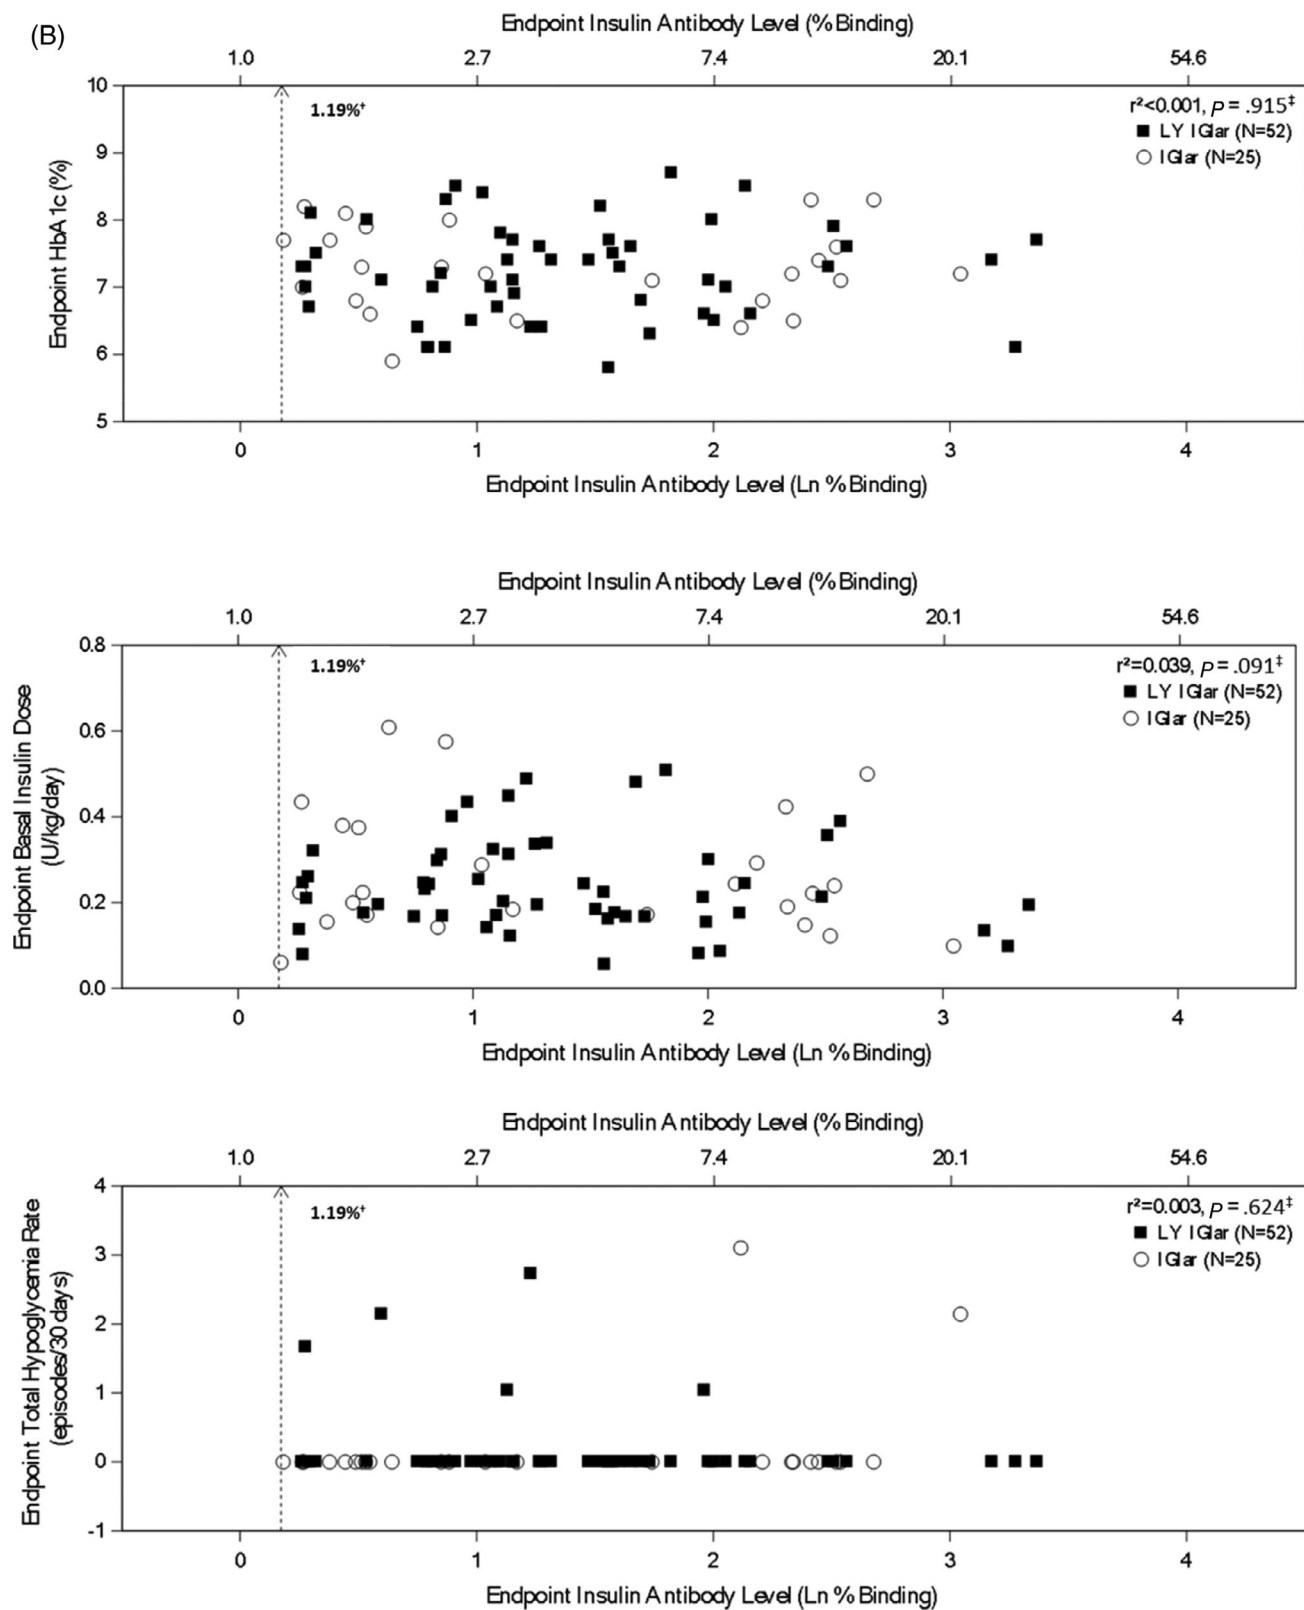 (B)
Endpoint Insulin Antibody Level (% Binding)
1.0 2.7 7.4 20.1 54.6
10
9
8
7
6
5
Endpoint HbA1c (%)
1.19%†
r²<0.001, P = .915‡
LY IGlar (N=52)
IGlar (N=25)
0 1 2 3 4
Endpoint Insulin Antibody Level (Ln % Binding)
Endpoint Insulin Antibody Level (% Binding)
1.0 2.7 7.4 20.1 54.6
0.8
0.6
0.4
0.2
0.0
Endpoint Basal Insulin Dose
(U/kg/day)
1.19%†
r²=0.039, P = .091‡
LY IGlar (N=52)
IGlar (N=25)
0 1 2 3 4
Endpoint Insulin Antibody Level (Ln % Binding)
Endpoint Insulin Antibody Level (% Binding)
1.0 2.7 7.4 20.1 54.6
4
3
2
1
0
-1
Endpoint Total Hypoglycemia Rate
(episodes/30 days)
1.19%†
r²=0.003, P = .624‡
LY IGlar (N=52)
IGlar (N=25)
0 1 2 3 4
Endpoint Insulin Antibody Level (Ln % Binding)